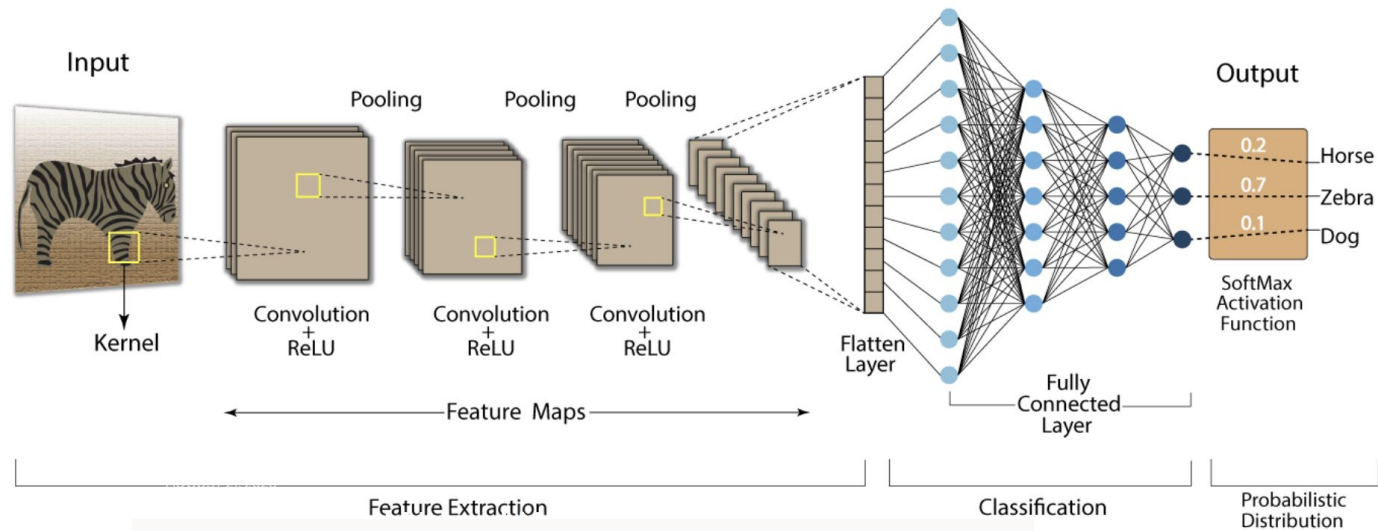 Input
Kernel
Pooling
Pooling
Pooling
Convolution
+
ReLU
Convolution
+
ReLU
Convolution
+
ReLU
Feature Maps
Flatten
Layer
Fully
Connected
Layer
Output
0.2
Horse
0.7
Zebra
0.1
Dog
SoftMax
Activation
Function
Feature Extraction
Classification
Probabilistic
Distribution